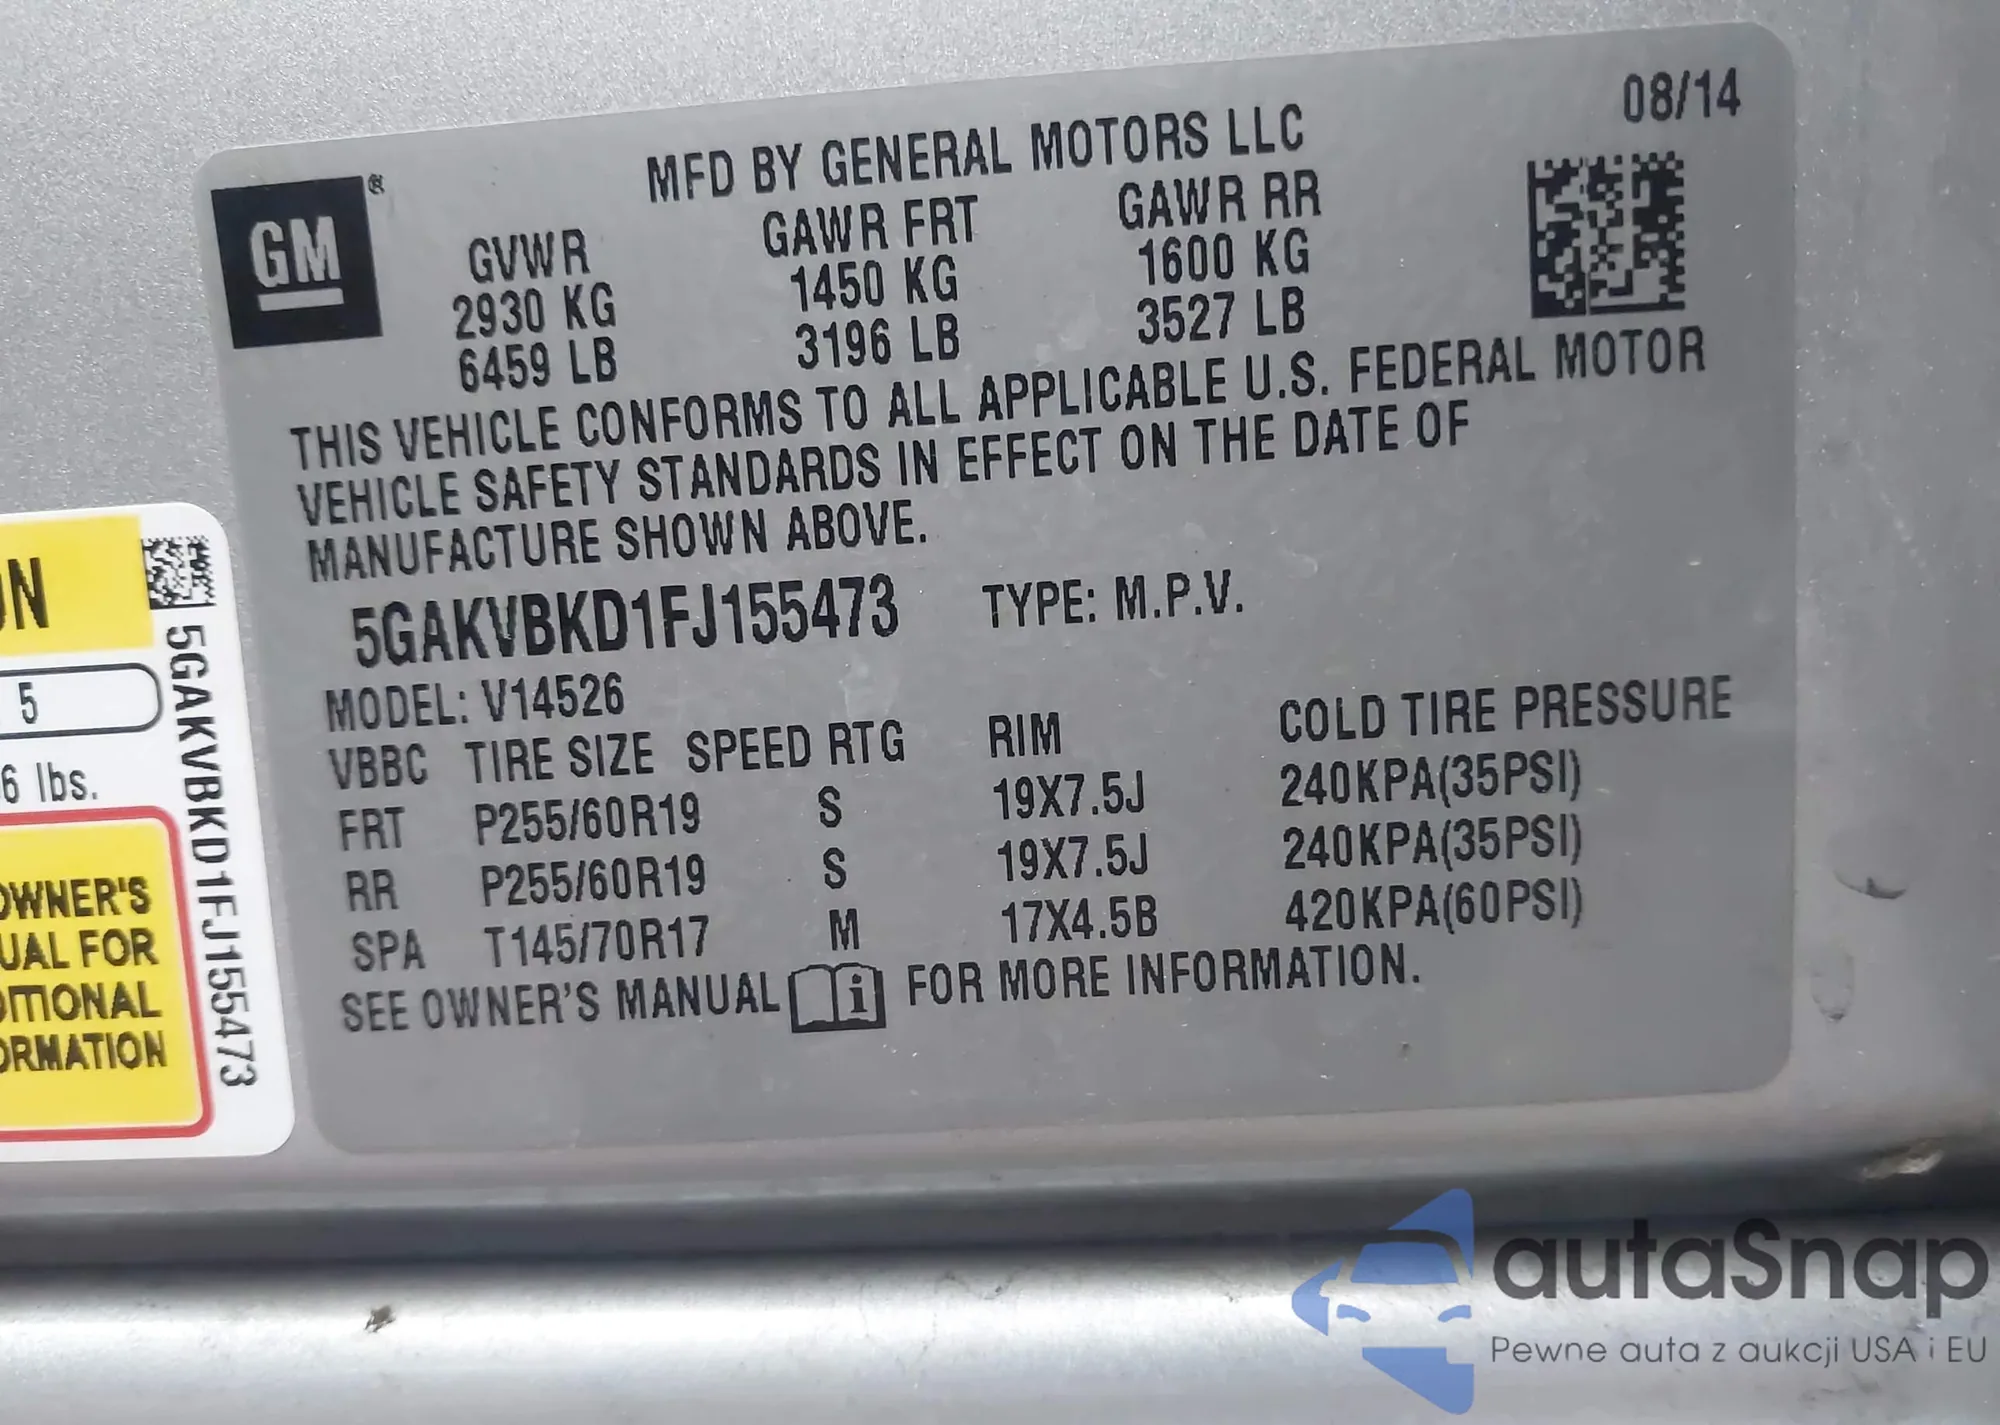 08/14
MFD BY GENERAL MOTORS LLC
GM®
GVWR GAWR FRT GAWR RR
2930 KG 1450 KG 1600 KG
6459 LB 3196 LB 3527 LB
THIS VEHICLE CONFORMS TO ALL APPLICABLE U.S. FEDERAL MOTOR
VEHICLE SAFETY STANDARDS IN EFFECT ON THE DATE OF
MANUFACTURE SHOWN ABOVE.
5GAKVBKD1FJ155473 TYPE: M.P.V.
MODEL: V14526
VBBC TIRE SIZE SPEED RTG RIM COLD TIRE PRESSURE
FRT P255/60R19 S 19X7.5J 240KPA(35PSI)
RR P255/60R19 S 19X7.5J 240KPA(35PSI)
SPA T145/70R17 M 17X4.5B 420KPA(60PSI)
SEE OWNER'S MANUAL i FOR MORE INFORMATION.
ON
5
6 lbs.
OWNER'S
UAL FOR
DITIONAL
ORMATION
5GAKVBKD1FJ155473
autaSnap
Pewne auta z aukcji USA i EU